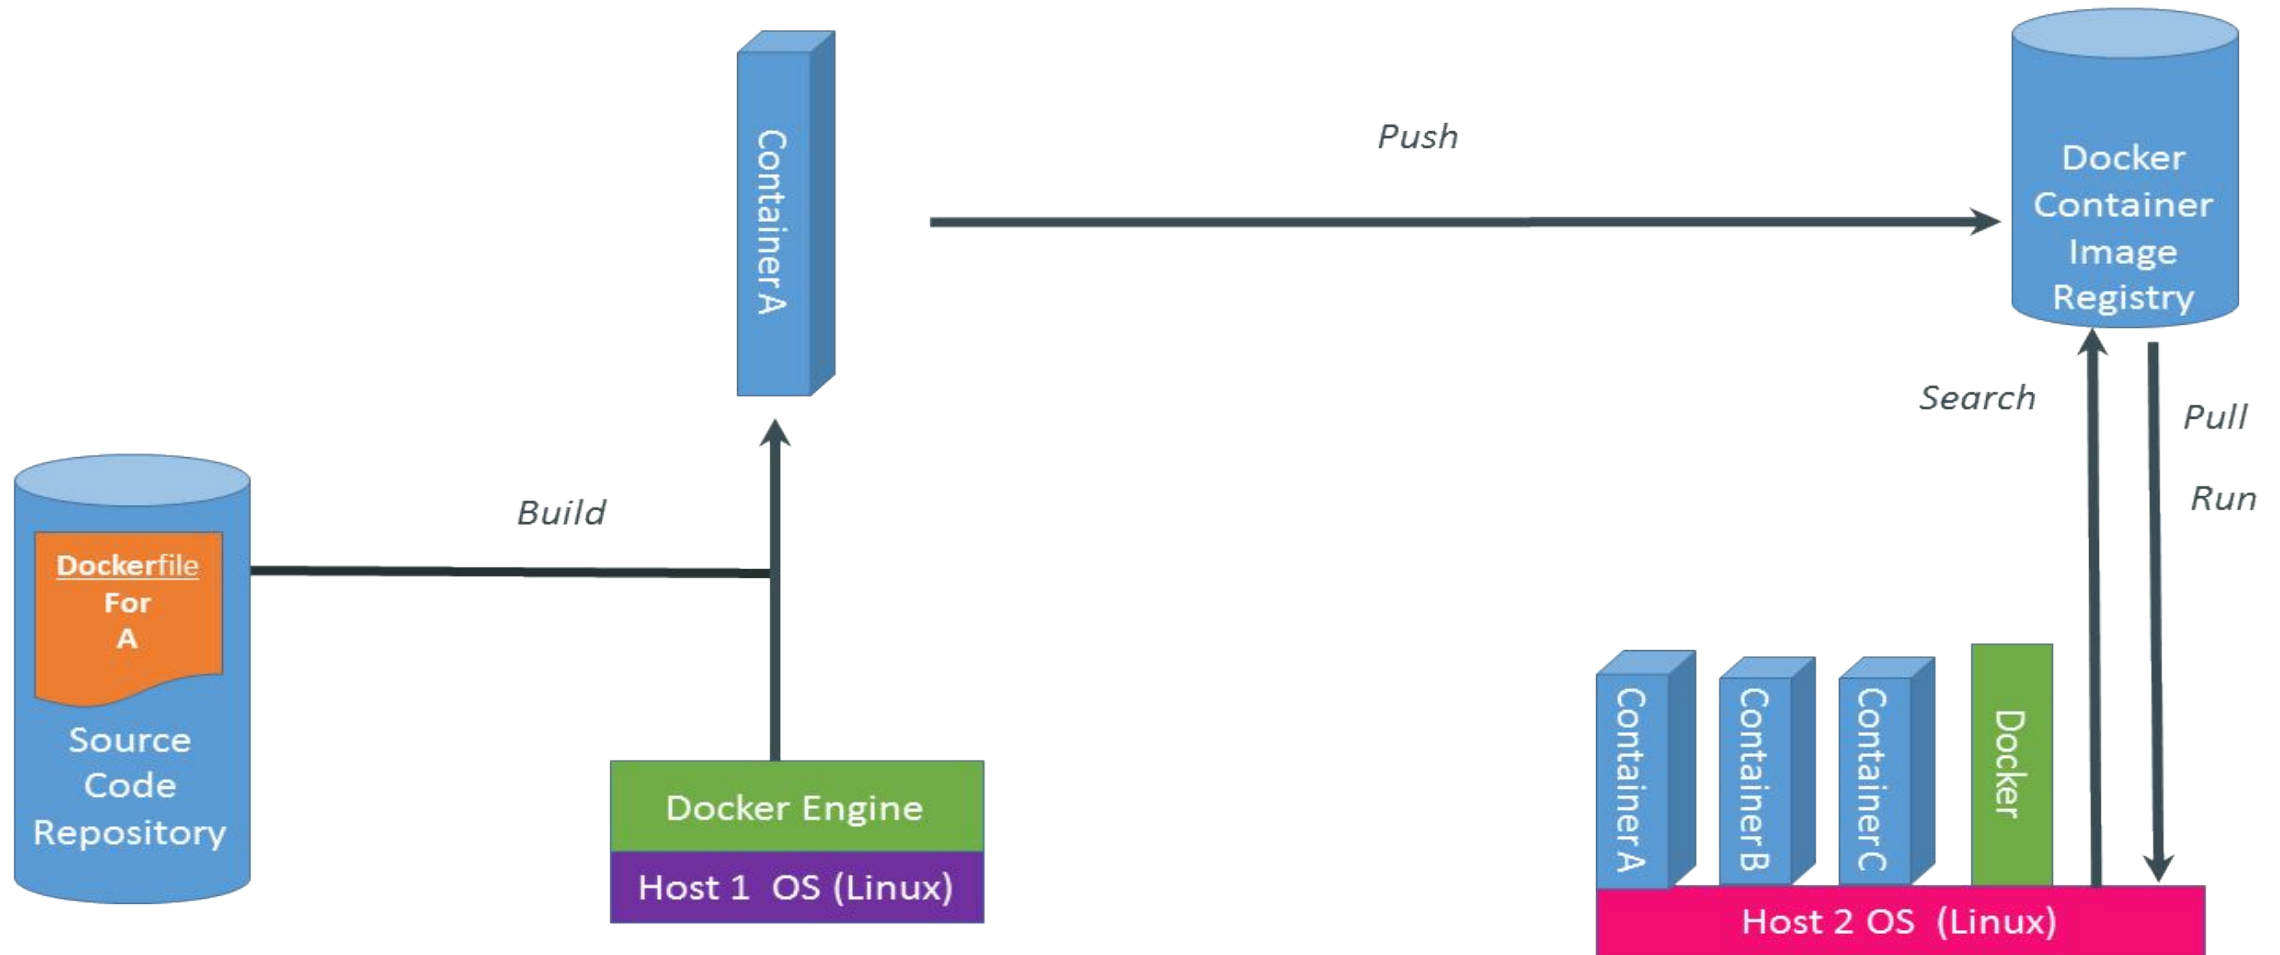 Container A
Push
Docker
Container
Image
Registry
Search
Pull
Run
Build
Dockerfile
For
A
Source
Code
Repository
Docker Engine
Host 1 OS (Linux)
Container A
Container B
Container C
Docker
Host 2 OS (Linux)